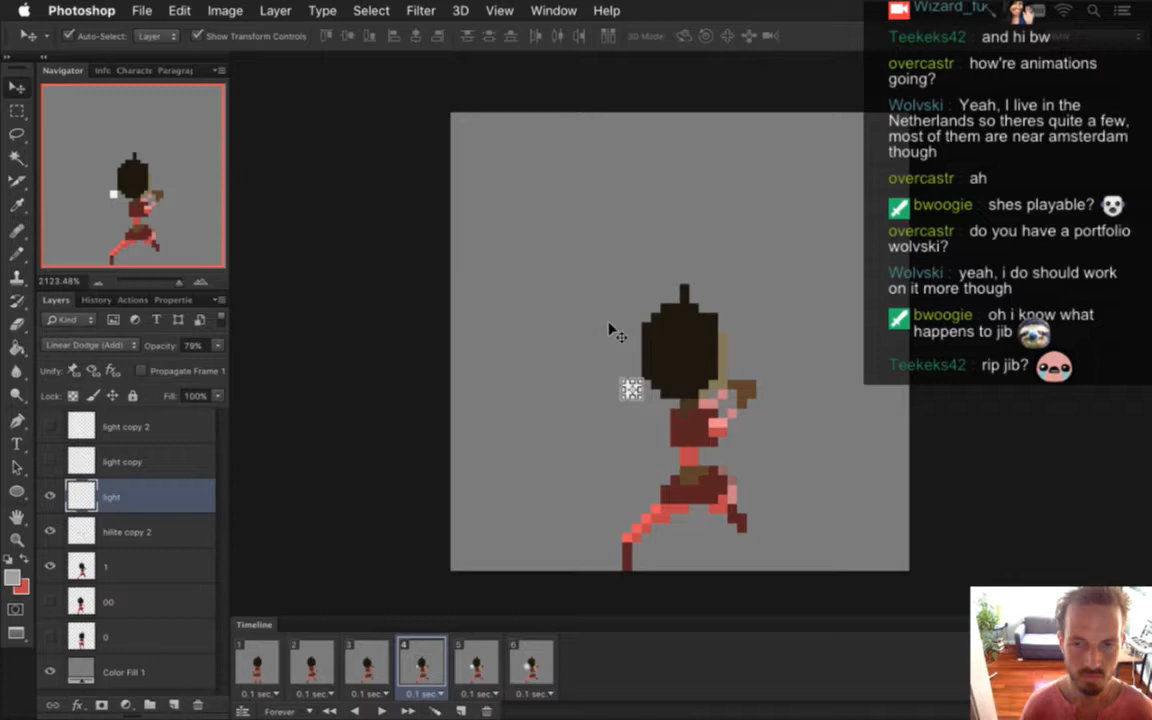 Photoshop File Edit Image Layer Type Select Filter 3D View Window Help
Auto-Select: Layer Show Transform Controls 3D Mode:
Navigator Info Characte Paragraj
2123.48%
Layers History Actions Propertie
Kind
Linear Dodge (Add) Opacity: 79%
Unify: Propagate Frame 1
Lock: Fill: 100%
light copy 2
light copy
light
hilite copy 2
1
00
0
Color Fill 1
Timeline
1 2 3 4 5 6
0.1 sec. 0.1 sec. 0.1 sec. 0.1 sec. 0.1 sec. 0.1 sec.
Forever
Teekeks42 : and hi bw
overcastr : how're animations
going?
Wolvski : Yeah, I live in the
Netherlands so theres quite a few,
most of them are near amsterdam
though
overcastr : ah
bwoogie : shes playable?
overcastr : do you have a portfolio
wolvski?
Wolvski : yeah, i do should work
on it more though
bwoogie : oh i know what
happens to jib
Teekeks42 : rip jib?